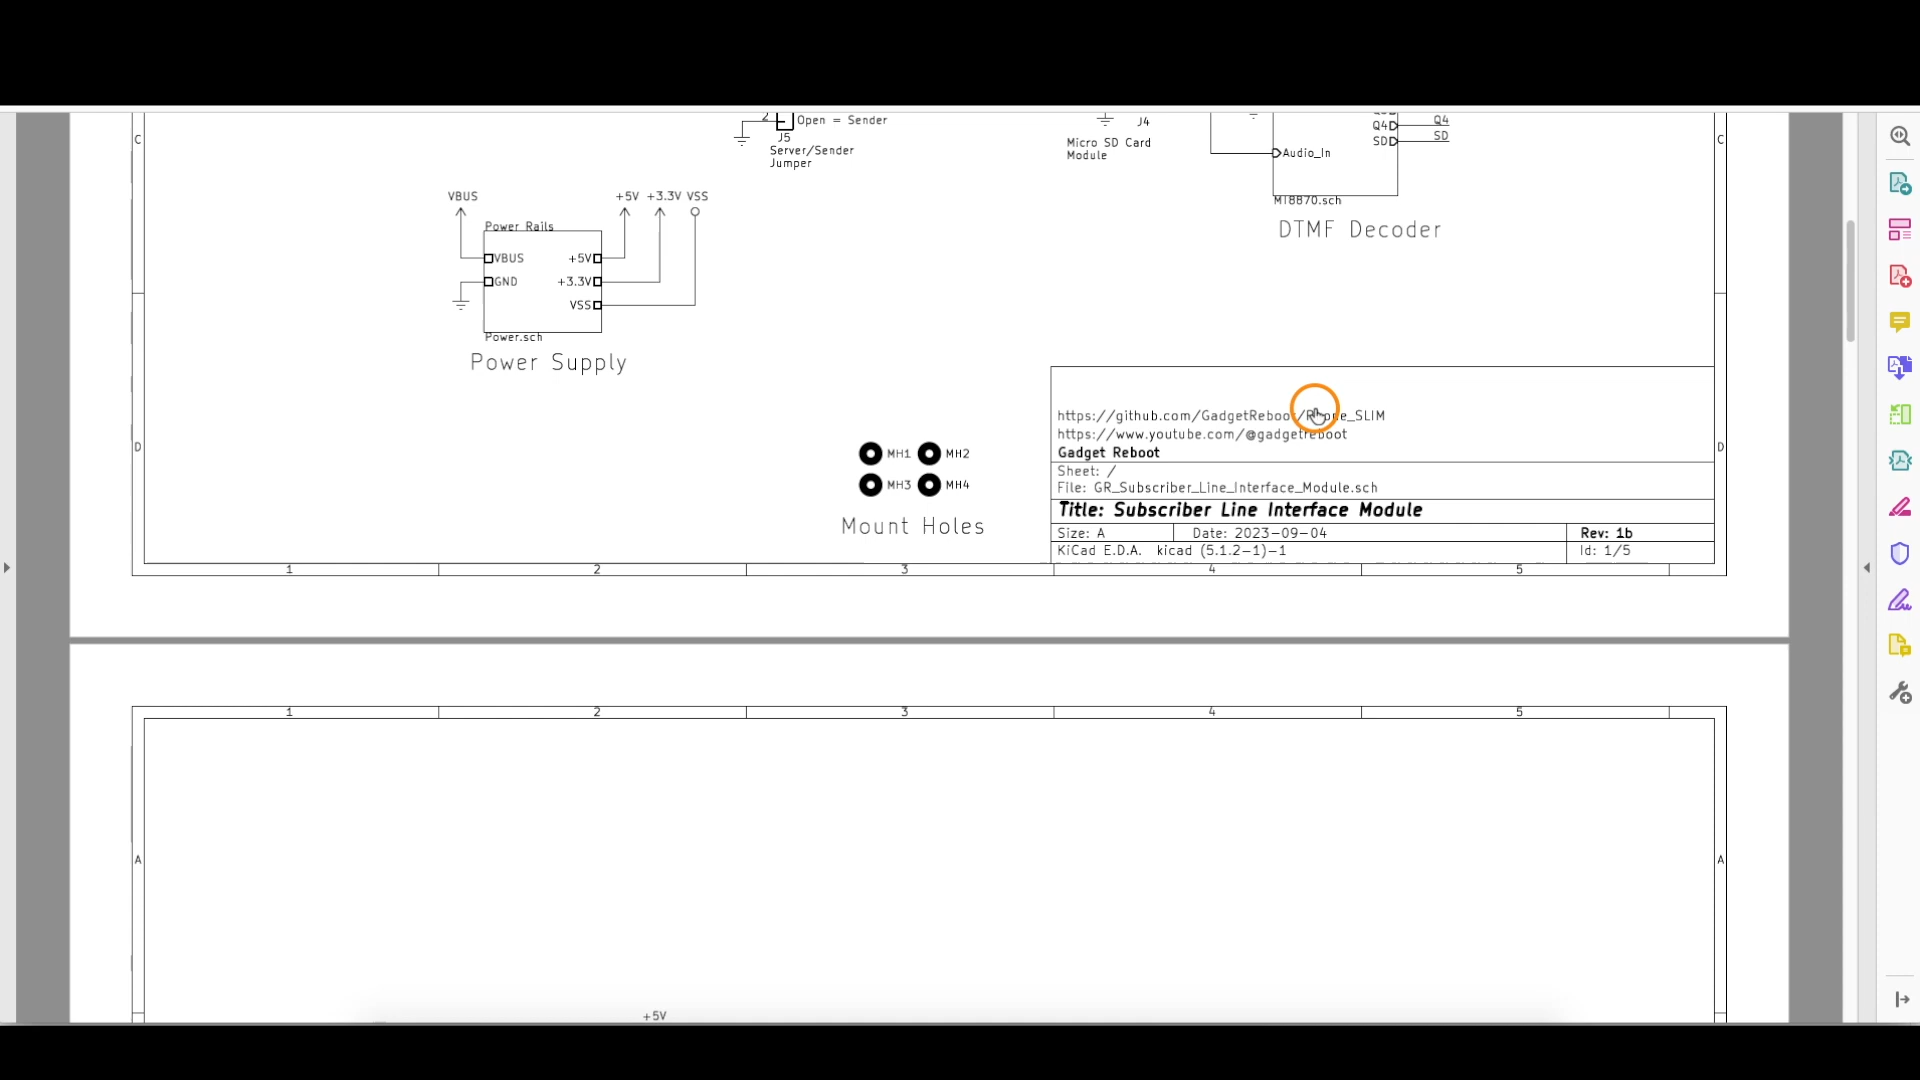 2 Open = Sender
J5
Server/Sender
Jumper
J4
Micro SD Card
Module
Q4 Q4
SD SD
Audio_In
MT8870.sch
DTMF Decoder
C
C
VBUS
+5V +3.3V VSS
Power Rails
VBUS +5V
GND +3.3V
VSS
Power.sch
Power Supply
D
D
MH1 MH2
MH3 MH4
Mount Holes
https://github.com/GadgetReboot/Phone_SLIM
https://www.youtube.com/@gadgetreboot
Gadget Reboot
Sheet: /
File: GR_Subscriber_Line_Interface_Module.sch
Title: Subscriber Line Interface Module
Size: A Date: 2023-09-04 Rev: 1b
KiCad E.D.A. kicad (5.1.2-1)-1 Id: 1/5
1 2 3 4 5
1 2 3 4 5
A
A
+5V